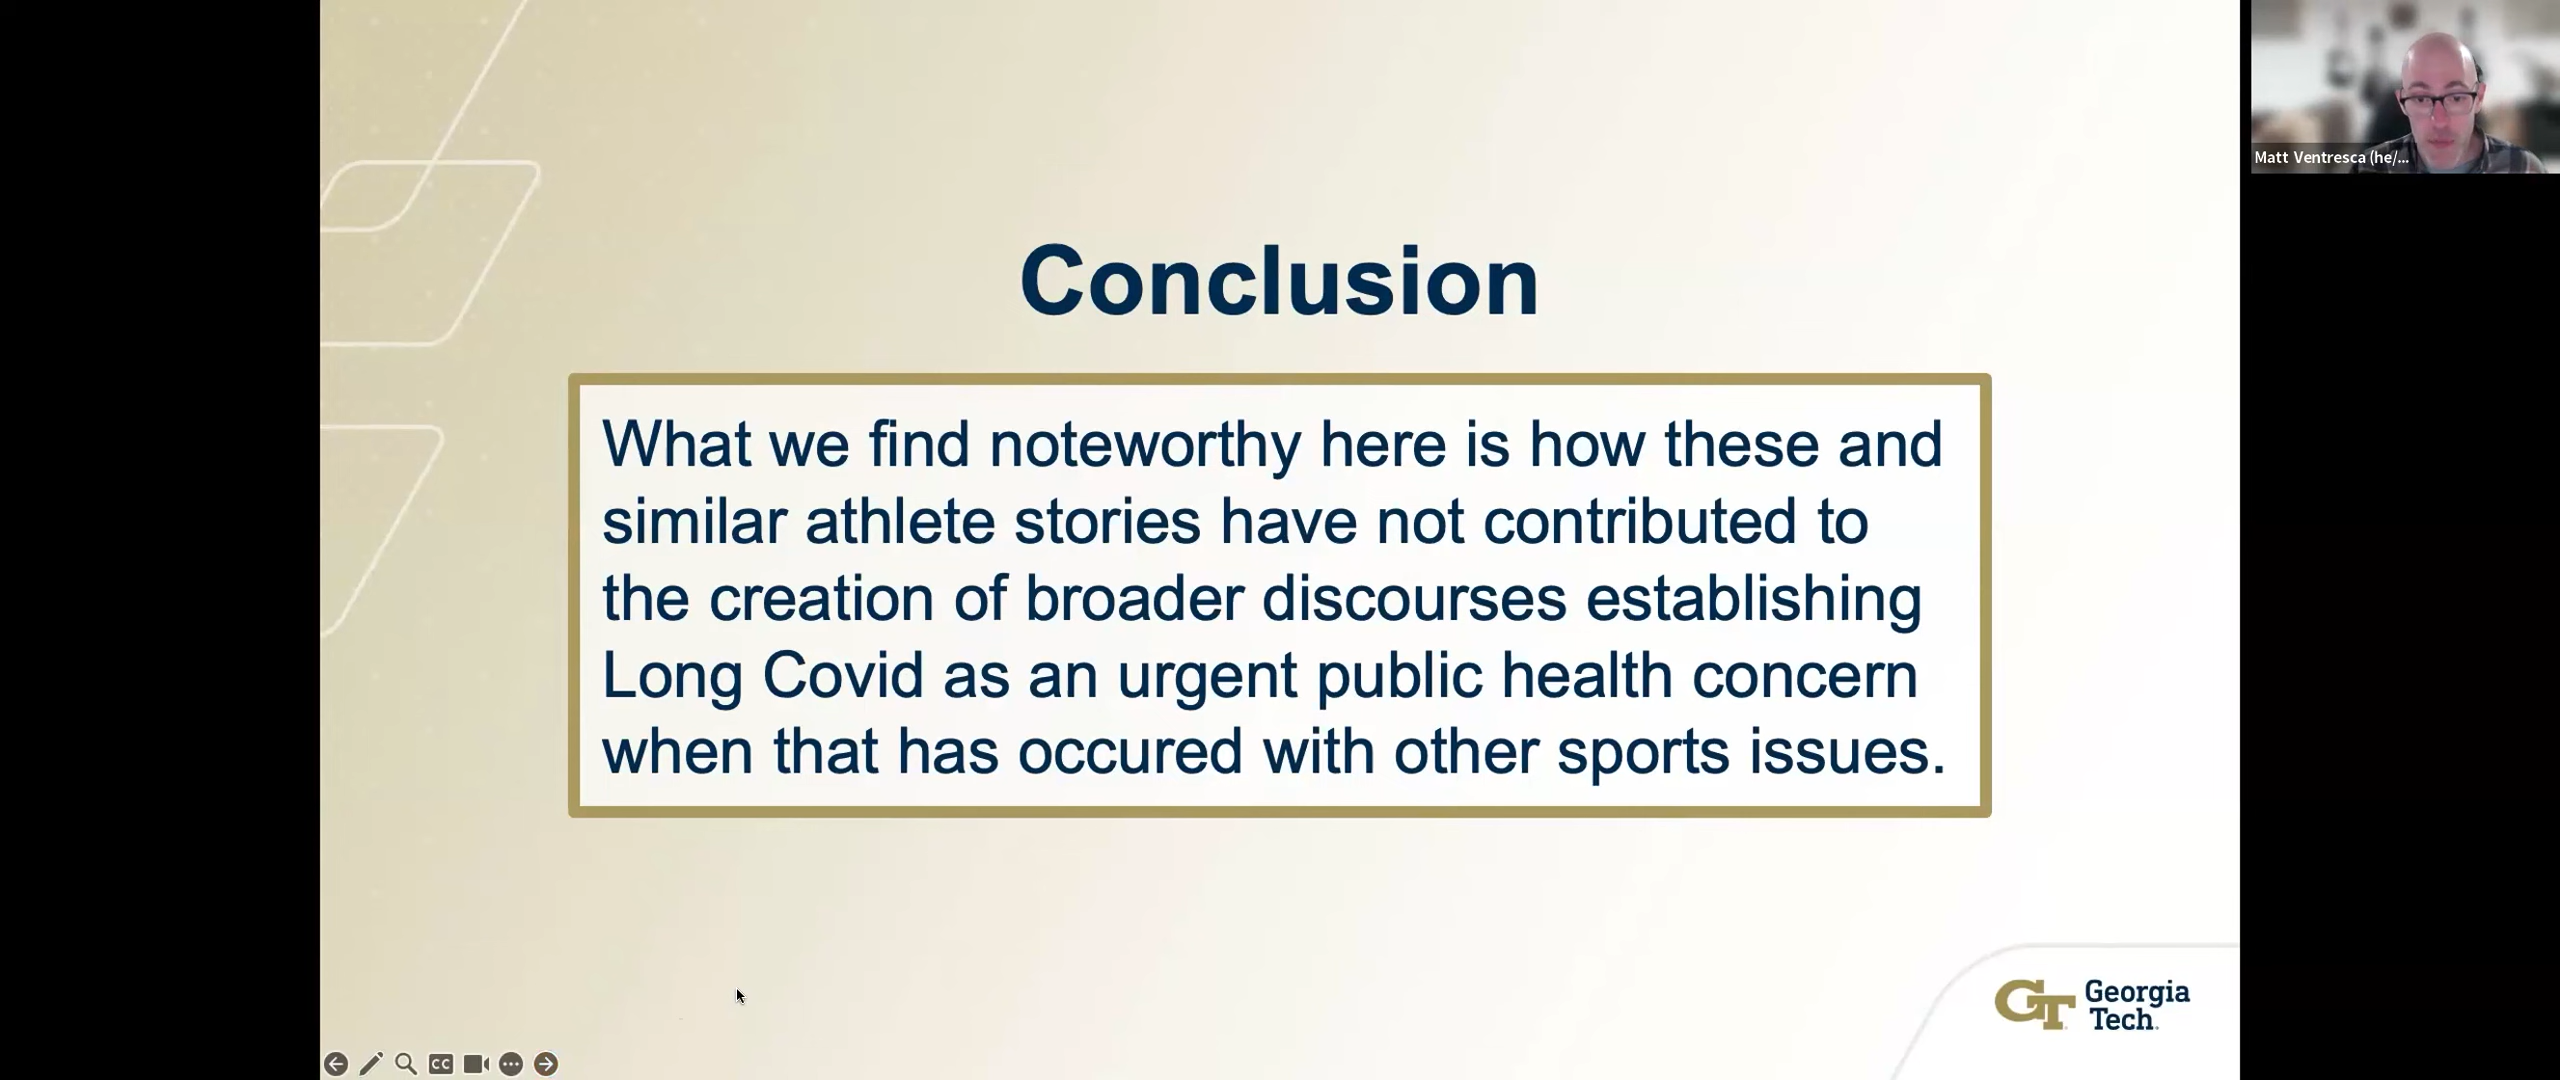 Conclusion
What we find noteworthy here is how these and
similar athlete stories have not contributed to
the creation of broader discourses establishing
Long Covid as an urgent public health concern
when that has occured with other sports issues.
Matt Ventresca (he/...
GT Georgia
Tech.
CC